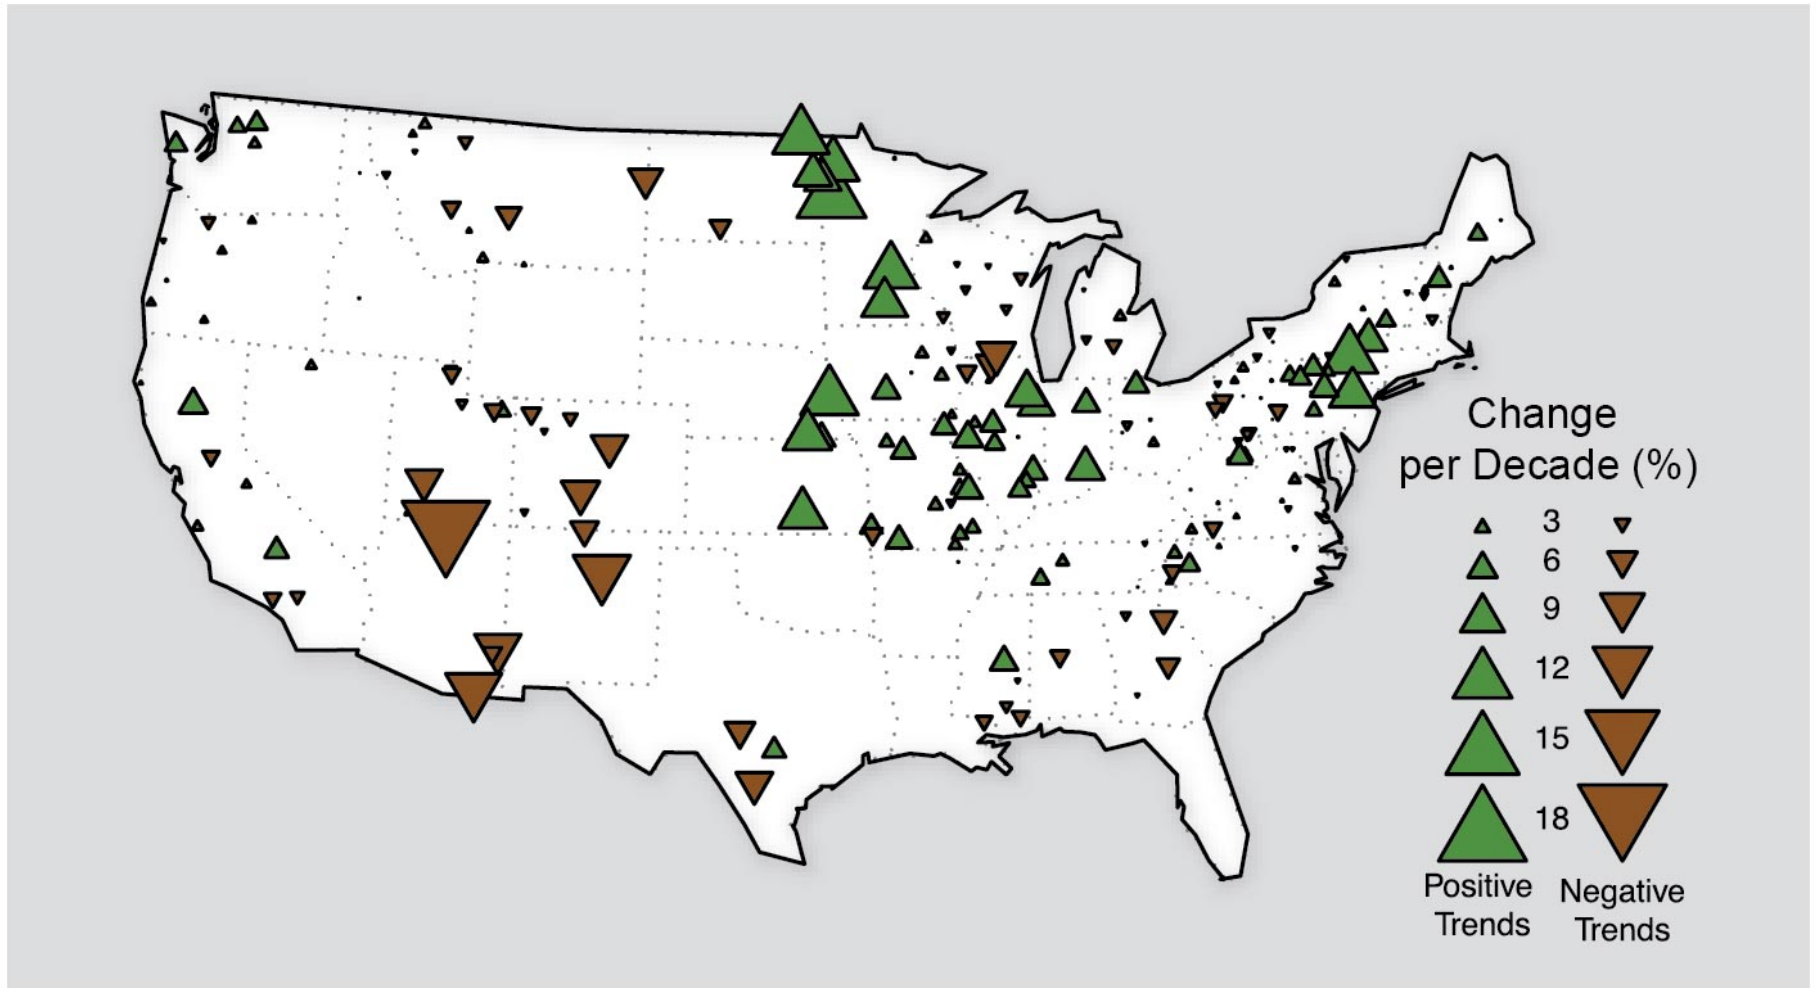 Change
per Decade (%)
3
6
9
12
15
18
Positive
Trends
Negative
Trends